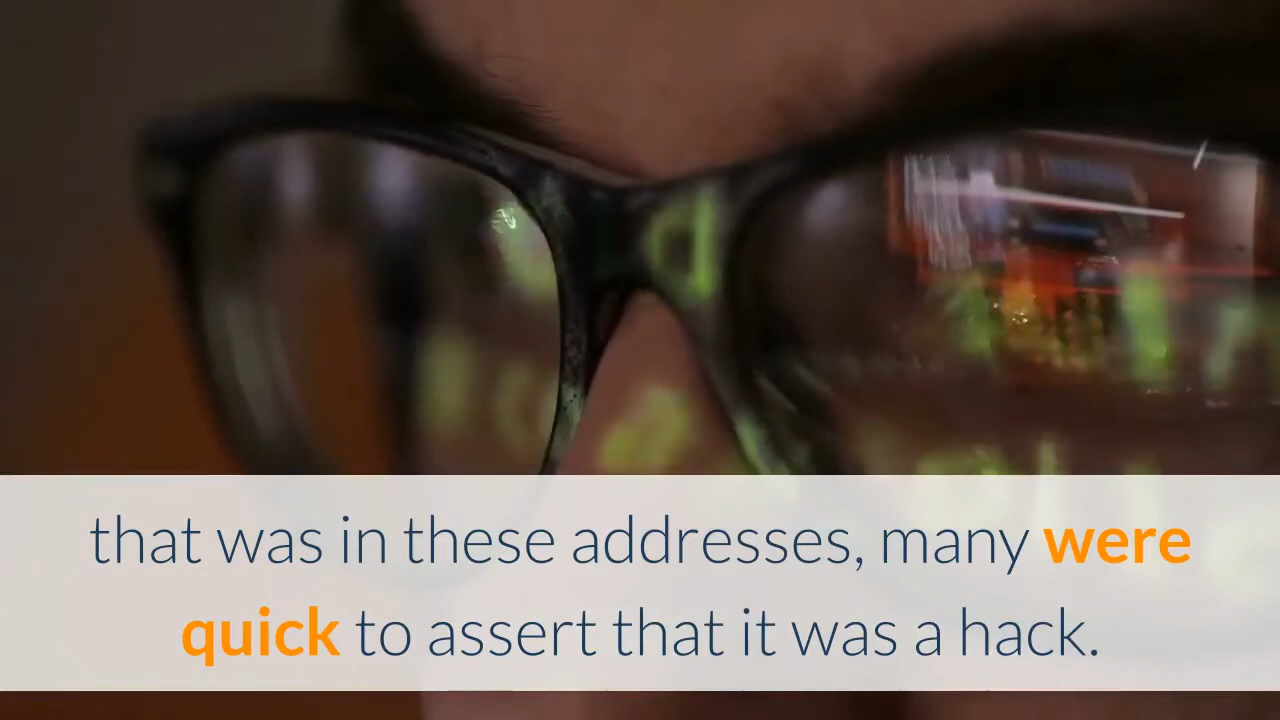 that was in these addresses, many were
quick to assert that it was a hack.